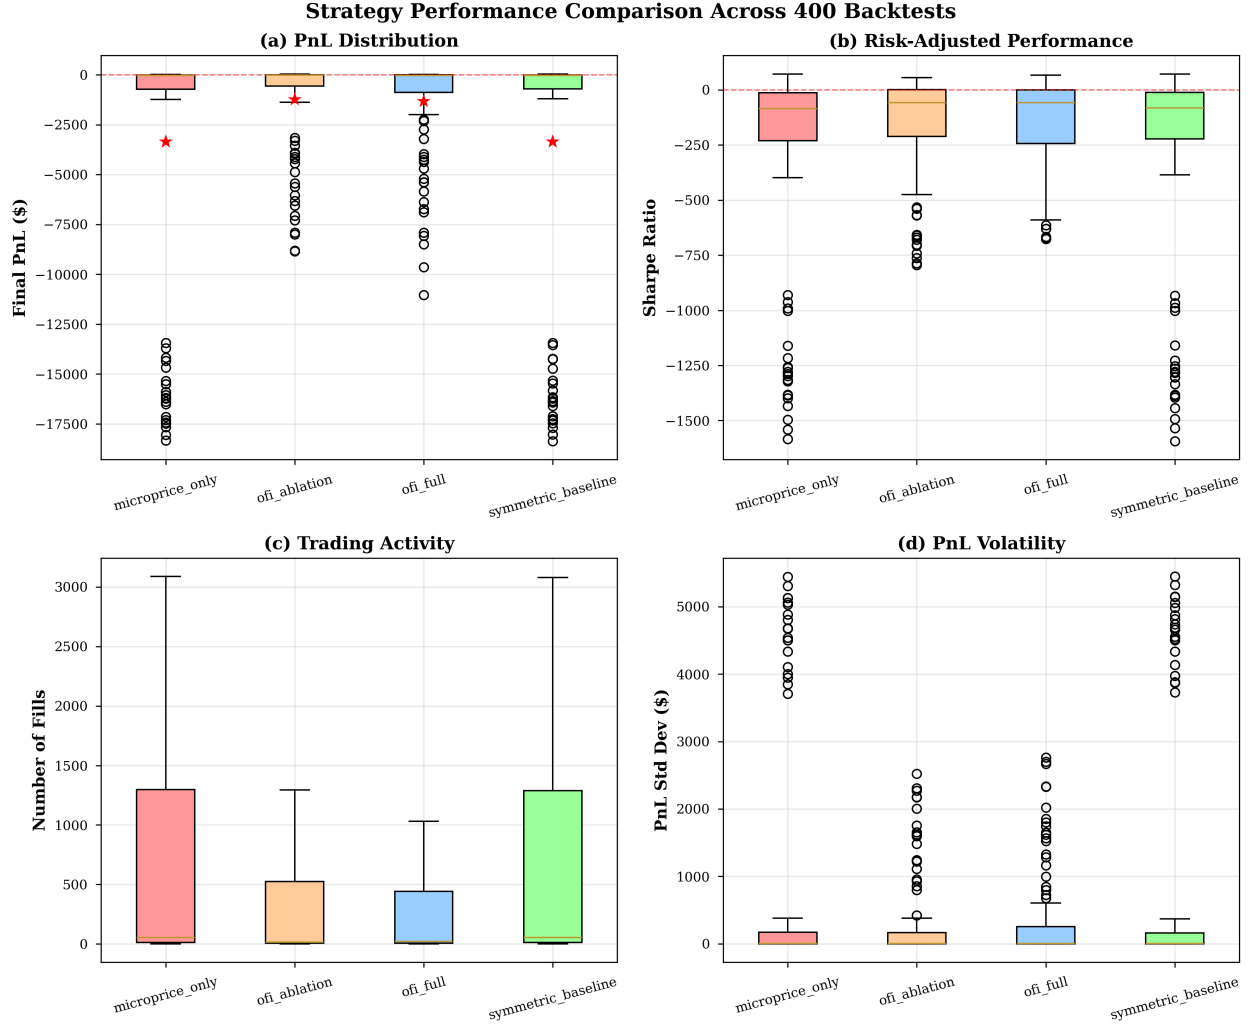 Strategy Performance Comparison Across 400 Backtests
(a) PnL Distribution
Final PnL ($)
0
−2500
−5000
−7500
−10000
−12500
−15000
−17500
microprice_only
ofi_ablation
ofi_full
symmetric_baseline
(b) Risk-Adjusted Performance
Sharpe Ratio
0
−250
−500
−750
−1000
−1250
−1500
microprice_only
ofi_ablation
ofi_full
symmetric_baseline
(c) Trading Activity
Number of Fills
3000
2500
2000
1500
1000
500
0
microprice_only
ofi_ablation
ofi_full
symmetric_baseline
(d) PnL Volatility
PnL Std Dev ($)
5000
4000
3000
2000
1000
0
microprice_only
ofi_ablation
ofi_full
symmetric_baseline